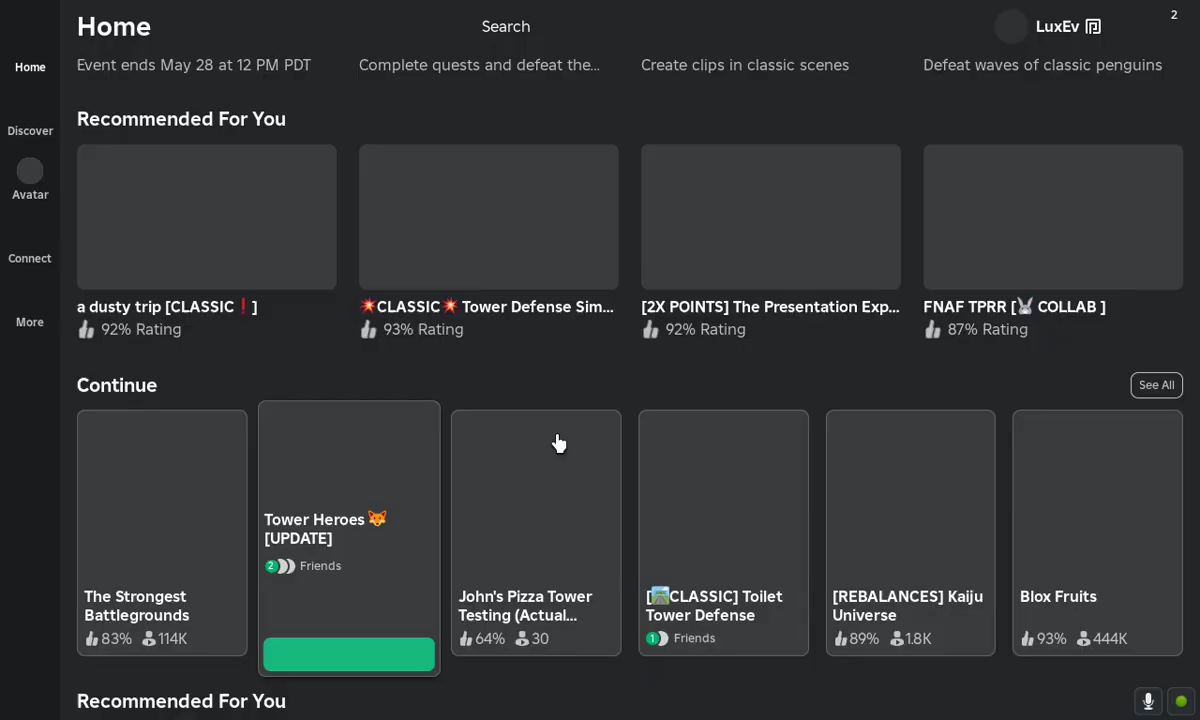 Home
Search
LuxEv
2
Home
Discover
Avatar
Connect
More
Event ends May 28 at 12 PM PDT
Complete quests and defeat the...
Create clips in classic scenes
Defeat waves of classic penguins
Recommended For You
a dusty trip [CLASSIC❗]
92% Rating
💥CLASSIC💥 Tower Defense Sim...
93% Rating
[2X POINTS] The Presentation Exp...
92% Rating
FNAF TPRR [🐰 COLLAB ]
87% Rating
Continue
See All
The Strongest
Battlegrounds
83% 114K
Tower Heroes 🦊
[UPDATE]
2 Friends
John's Pizza Tower
Testing (Actual...
64% 30
[🛣️CLASSIC] Toilet
Tower Defense
1 Friends
[REBALANCES] Kaiju
Universe
89% 1.8K
Blox Fruits
93% 444K
Recommended For You